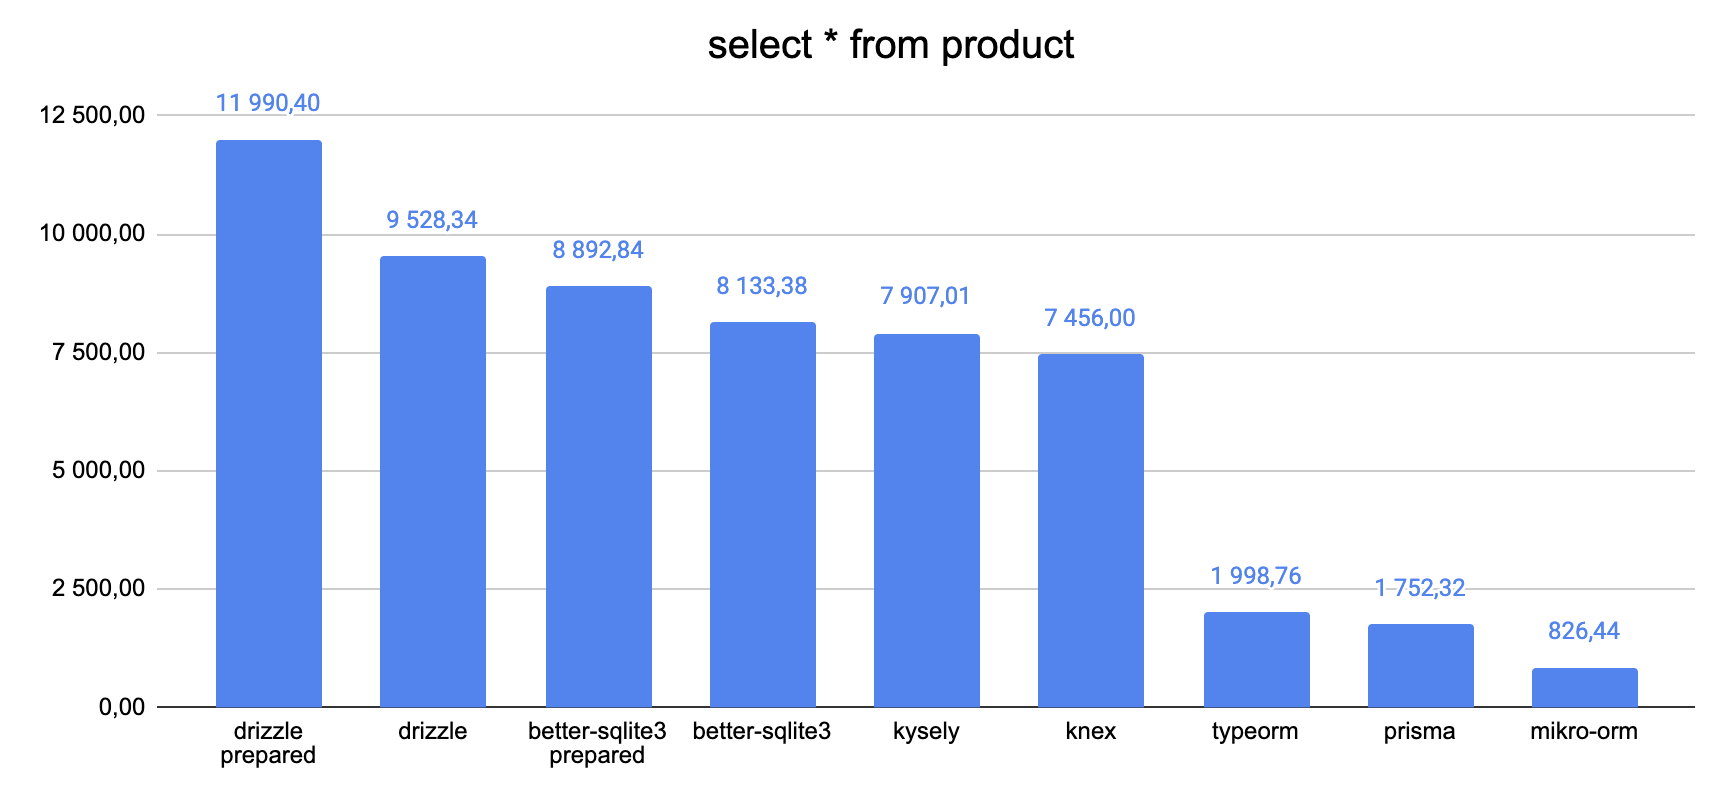 select * from product
12 500,00
10 000,00
7 500,00
5 000,00
2 500,00
0,00
11 990,40
9 528,34
8 892,84
8 133,38
7 907,01
7 456,00
1 998,76
1 752,32
826,44
drizzle
prepared
drizzle
better-sqlite3
prepared
better-sqlite3
kysely
knex
typeorm
prisma
mikro-orm